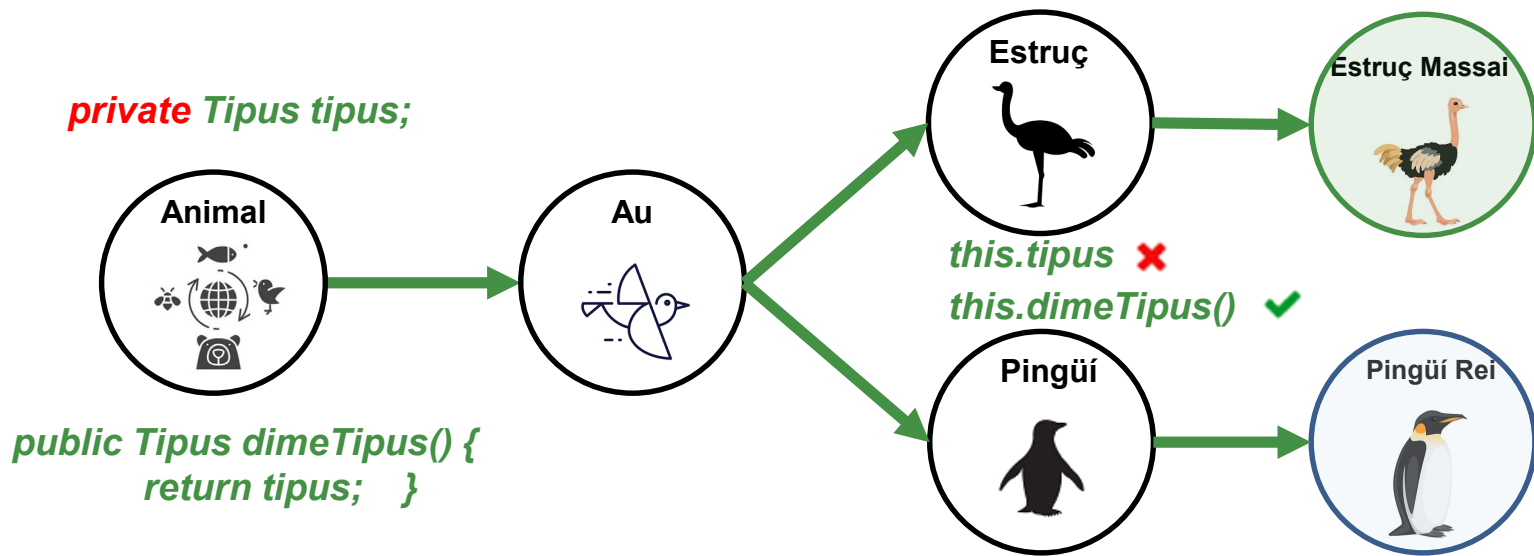 Estruç
Estruç Massai
private Tipus tipus;
Animal
Au
this.tipus
this.dimeTipus()
Pingüí
Pingüí Rei
public Tipus dimeTipus() {
return tipus; }